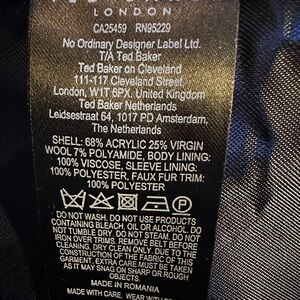 LONDON
CA25459 RN95229
No Ordinary Designer Label Ltd.
T/A Ted Baker
Ted Baker on Cleveland
111-117 Cleveland Street,
London, W1T 6PX. United Kingdom
Ted Baker Netherlands
Leidsestraat 64, 1017 PD Amsterdam,
The Netherlands
SHELL: 68% ACRYLIC 25% VIRGIN
WOOL 7% POLYAMIDE, BODY LINING:
100% VISCOSE, SLEEVE LINING:
100% POLYESTER, FAUX FUR TRIM:
100% POLYESTER
DO NOT WASH. DO NOT USE PRODUCTS
CONTAINING BLEACH, OIL OR ALCOHOL. DO
NOT TUMBLE DRY. DO NOT STEAM. DO NOT
IRON OVER TRIMS. REMOVE BELT BEFORE
CLEANING. DRY CLEAN ONLY. DUE TO THE
CONSTRUCTION OF THE FABRIC OF THIS
GARMENT, EXTRA CARE MUST BE TAKEN
AS IT MAY SNAG ON SHARP OR ROUGH
OBJECTS.
MADE IN ROMANIA
MADE WITH CARE, WEAR WITH